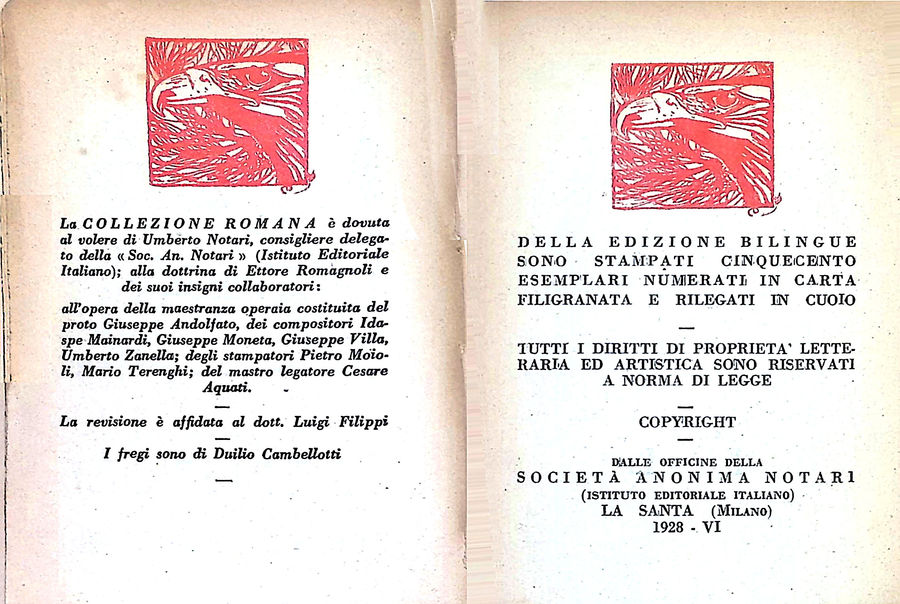 La COLLEZIONE ROMANA è dovuta
al volere di Umberto Notari, consigliere delega-
to della « Soc. An. Notari » (Istituto Editoriale
Italiano); alla dottrina di Ettore Romagnoli e
dei suoi insigni collaboratori:
all'opera della maestranza operaia costituita del
proto Giuseppe Andolfato, dei compositori Ida-
spe Mainardi, Giuseppe Moneta, Giuseppe Villa,
Umberto Zanella; degli stampatori Pietro Moio-
li, Mario Terenghi; del mastro legatore Cesare
Aquati.
La revisione è affidata al dott. Luigi Filippi
I fregi sono di Duilio Cambellotti
DELLA EDIZIONE BILINGUE
SONO STAMPATI CINQUECENTO
ESEMPLARI NUMERATI IN CARTA
FILIGRANATA E RILEGATI IN CUOIO
TUTTI I DIRITTI DI PROPRIETA' LETTE-
RARIA ED ARTISTICA SONO RISERVATI
A NORMA DI LEGGE
COPYRIGHT
DALLE OFFICINE DELLA
SOCIETÀ ANONIMA NOTARI
(ISTITUTO EDITORIALE ITALIANO)
LA SANTA (MILANO)
1928 - VI